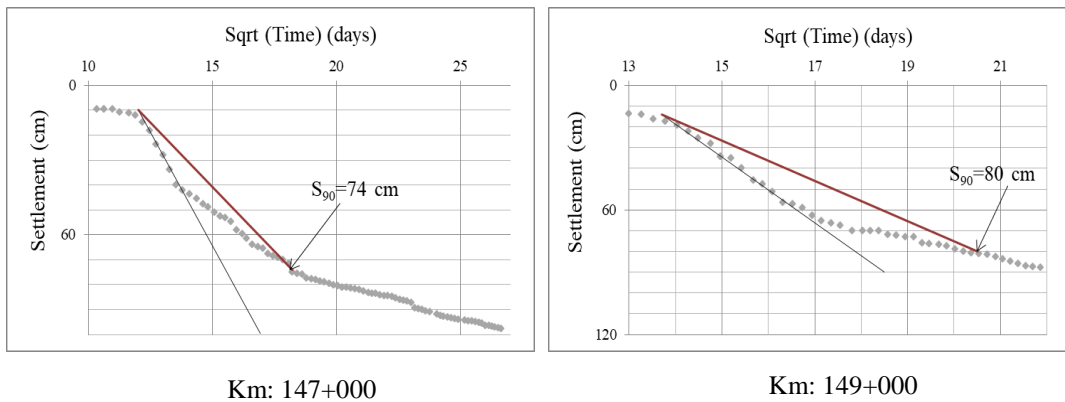 Sqrt (Time) (days)
10 15 20 25
0
60
Settlement (cm)
S90=74 cm
Km: 147+000
Sqrt (Time) (days)
13 15 17 19 21
0
60
120
Settlement (cm)
S90=80 cm
Km: 149+000